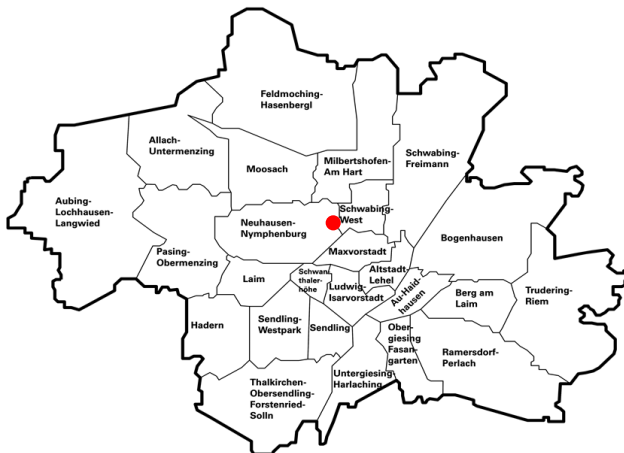 Feldmoching-
Hasenbergl
Allach-
Untermenzing
Moosach
Milbertshofen-
Am Hart
Schwabing-
Freimann
Aubing-
Lochhausen-
Langwied
Pasing-
Obermenzing
Neuhausen-
Nymphenburg
Schwabing-
West
Maxvorstadt
Bogenhausen
Laim
Schwan-
thaler-
höhe
Ludwig-
Isarvorstadt
Altstadt-
Lehel
Au-Haid-
hausen
Berg am
Laim
Trudering-
Riem
Hadern
Sendling-
Westpark
Sendling
Ober-
giesing
Fasan-
garten
Ramersdorf-
Perlach
Untergiesing-
Harlaching
Thalkirchen-
Obersendling-
Forstenried-
Solln